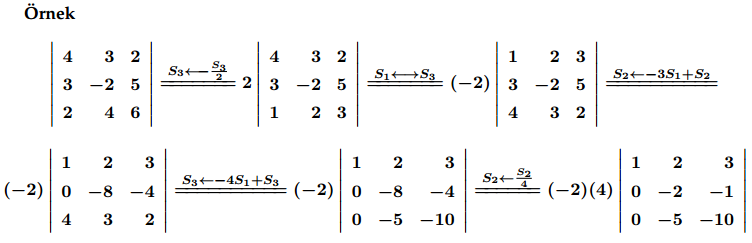 Örnek
| 4 3 2 | S₃←−S₃/2 | 4 3 2 | S₁⟷S₃ | 1 2 3 | S₂←−3S₁+S₂
| 3 −2 5 | = 2 | 3 −2 5 | = (−2) | 3 −2 5 | =
| 2 4 6 | | 1 2 3 | | 4 3 2 |
| 1 2 3 | S₃←−4S₁+S₃ | 1 2 3 | S₂←S₂/4 | 1 2 3 |
(−2) | 0 −8 −4 | = (−2) | 0 −8 −4 | = (−2)(4) | 0 −2 −1 |
| 4 3 2 | | 0 −5 −10 | | 0 −5 −10 |